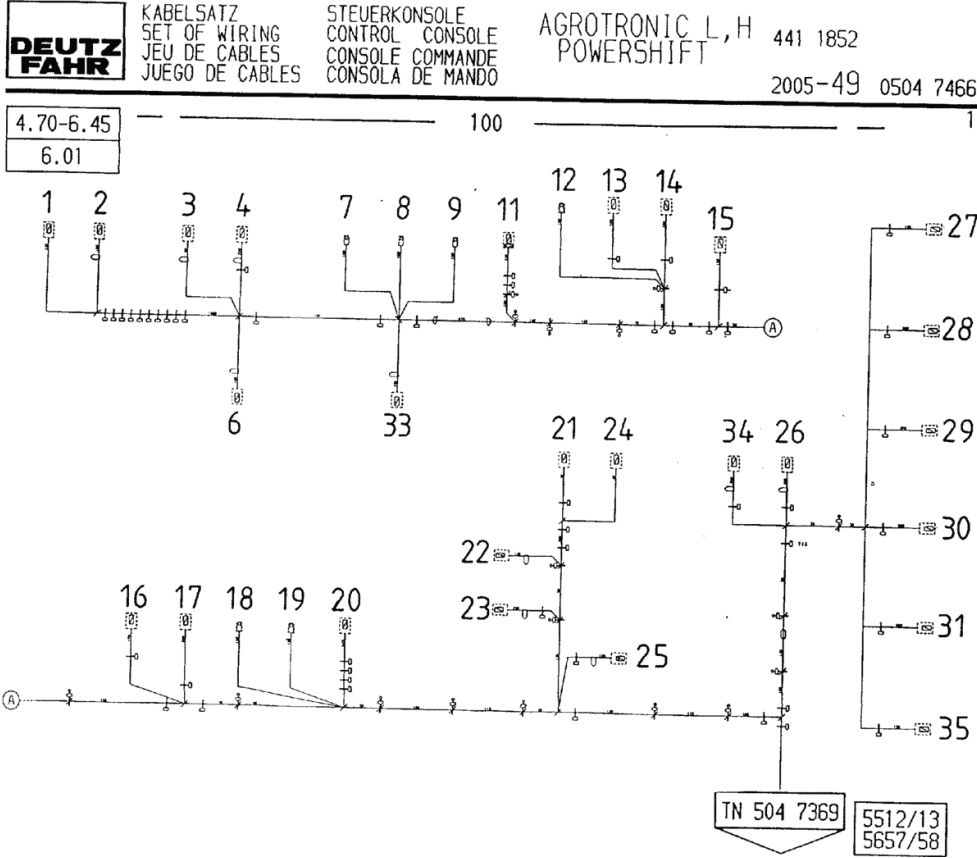 DEUTZ
FAHR
KABELSATZ
SET OF WIRING
JEU DE CABLES
JUEGO DE CABLES
STEUERKONSOLE
CONTROL CONSOLE
CONSOLE COMMANDE
CONSOLA DE MANDO
AGROTRONIC L,H
POWERSHIFT
441 1852
2005-49 0504 7466
4.70-6.45
6.01
100
1
1 2 3 4 7 8 9 11 12 13 14 15
27
A
28
6 33
29
21 24 34 26
30
22
23
16 17 18 19 20
31
25
A
35
TN 504 7369
5512/13
5657/58